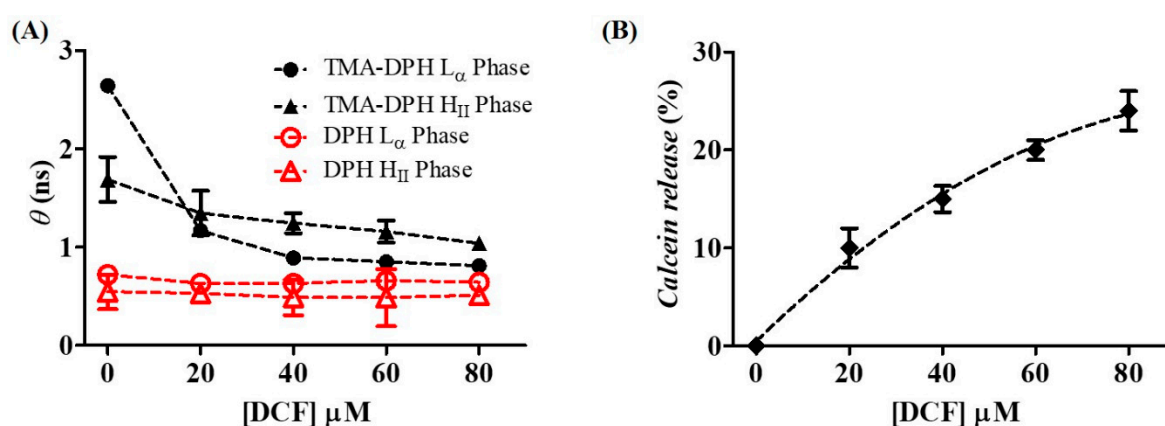 (A)
3
2
1
0
θ (ns)
TMA-DPH Lα Phase
TMA-DPH HII Phase
DPH Lα Phase
DPH HII Phase
0 20 40 60 80
[DCF] μM
(B)
30
20
10
0
Calcein release (%)
0 20 40 60 80
[DCF] μM